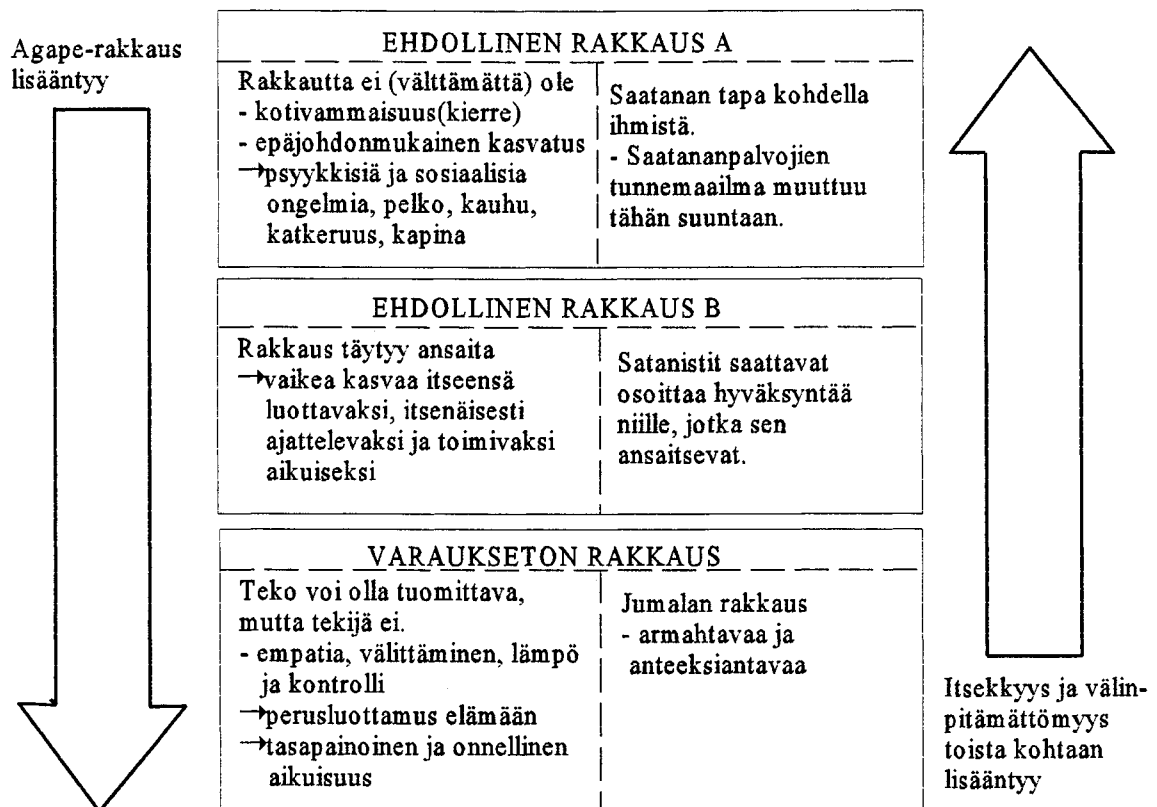 Agape-rakkaus
lisääntyy
EHDOLLINEN RAKKAUS A
Rakkautta ei (välttämättä) ole
- kotivammaisuus(kierre)
- epäjohdonmukainen kasvatus
→psyykkisiä ja sosiaalisia
ongelmia, pelko, kauhu,
katkeruus, kapina
Saatanan tapa kohdella
ihmistä.
- Saatananpalvojien
tunnemaailma muuttuu
tähän suuntaan.
EHDOLLINEN RAKKAUS B
Rakkaus täytyy ansaita
→vaikea kasvaa itseensä
luottavaksi, itsenäisesti
ajattelevaksi ja toimivaksi
aikuiseksi
Satanistit saattavat
osoittaa hyväksyntää
niille, jotka sen
ansaitsevat.
VARAUKSETON RAKKAUS
Teko voi olla tuomittava,
mutta tekijä ei.
- empatia, välittäminen, lämpö
ja kontrolli
→perusluottamus elämään
→tasapainoinen ja onnellinen
aikuisuus
Jumalan rakkaus
- armahtavaa ja
anteeksiantavaa
Itsekkyys ja välin-
pitämättömyys
toista kohtaan
lisääntyy